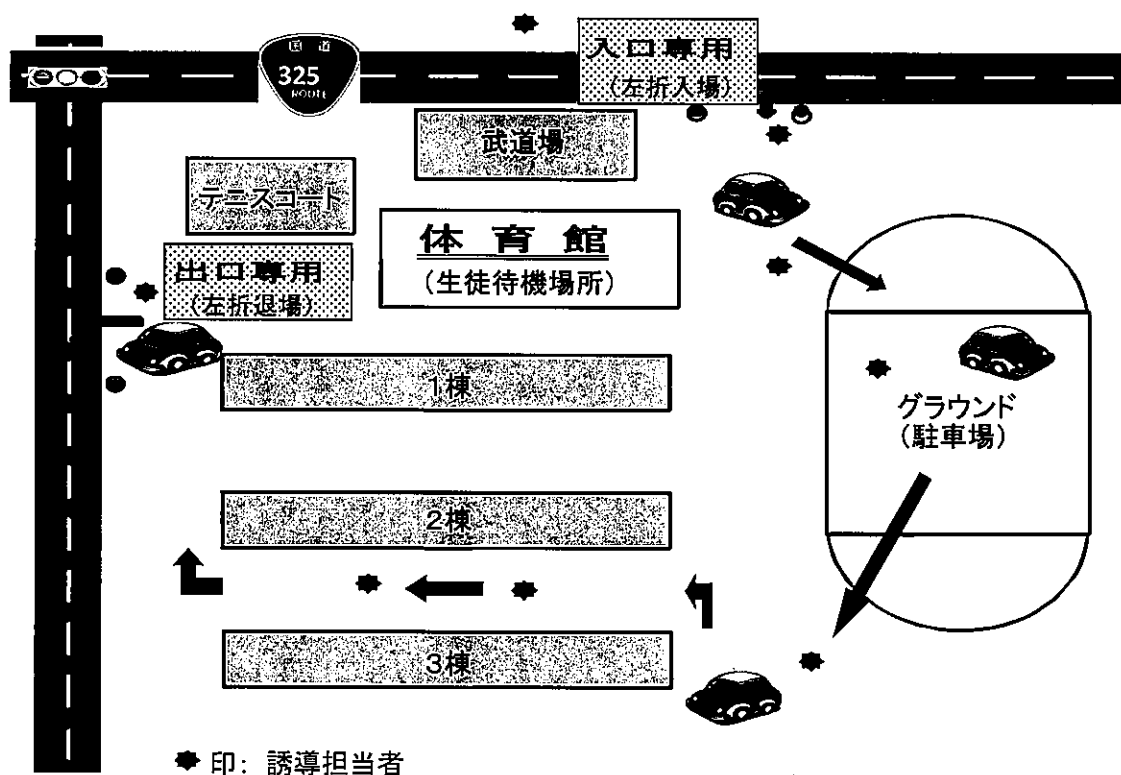 国道
325
ROUTE
入口専用
(左折入場)
武道場
テニスコート
体育館
(生徒待機場所)
出口専用
(左折退場)
1棟
グラウンド
(駐車場)
2棟
3棟
印: 誘導担当者